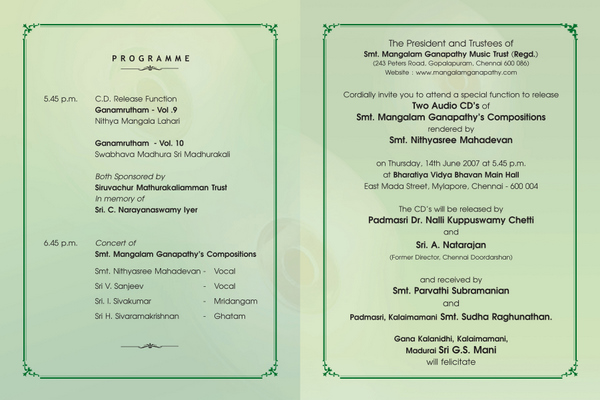 PROGRAMME
5.45 p.m. C.D. Release Function
Ganamrutham - Vol .9
Nithya Mangala Lahari
Ganamrutham - Vol. 10
Swabhava Madhura Sri Madhurakali
Both Sponsored by
Siruvachur Mathurakaliamman Trust
In memory of
Sri. C. Narayanaswamy Iyer
6.45 p.m. Concert of
Smt. Mangalam Ganapathy's Compositions
Smt. Nithyasree Mahadevan - Vocal
Sri V. Sanjeev - Vocal
Sri. I. Sivakumar - Mridangam
Sri H. Sivaramakrishnan - Ghatam
The President and Trustees of
Smt. Mangalam Ganapathy Music Trust (Regd.)
(243 Peters Road, Gopalapuram, Chennai 600 086)
Website : www.mangalamganapathy.com
Cordially invite you to attend a special function to release
Two Audio CD's of
Smt. Mangalam Ganapathy's Compositions
rendered by
Smt. Nithyasree Mahadevan
on Thursday, 14th June 2007 at 5.45 p.m.
at Bharatiya Vidya Bhavan Main Hall
East Mada Street, Mylapore, Chennai - 600 004
The CD's will be released by
Padmasri Dr. Nalli Kuppuswamy Chetti
and
Sri. A. Natarajan
(Former Director, Chennai Doordarshan)
and received by
Smt. Parvathi Subramanian
and
Padmasri, Kalaimamani Smt. Sudha Raghunathan.
Gana Kalanidhi, Kalaimamani,
Madurai Sri G.S. Mani
will felicitate